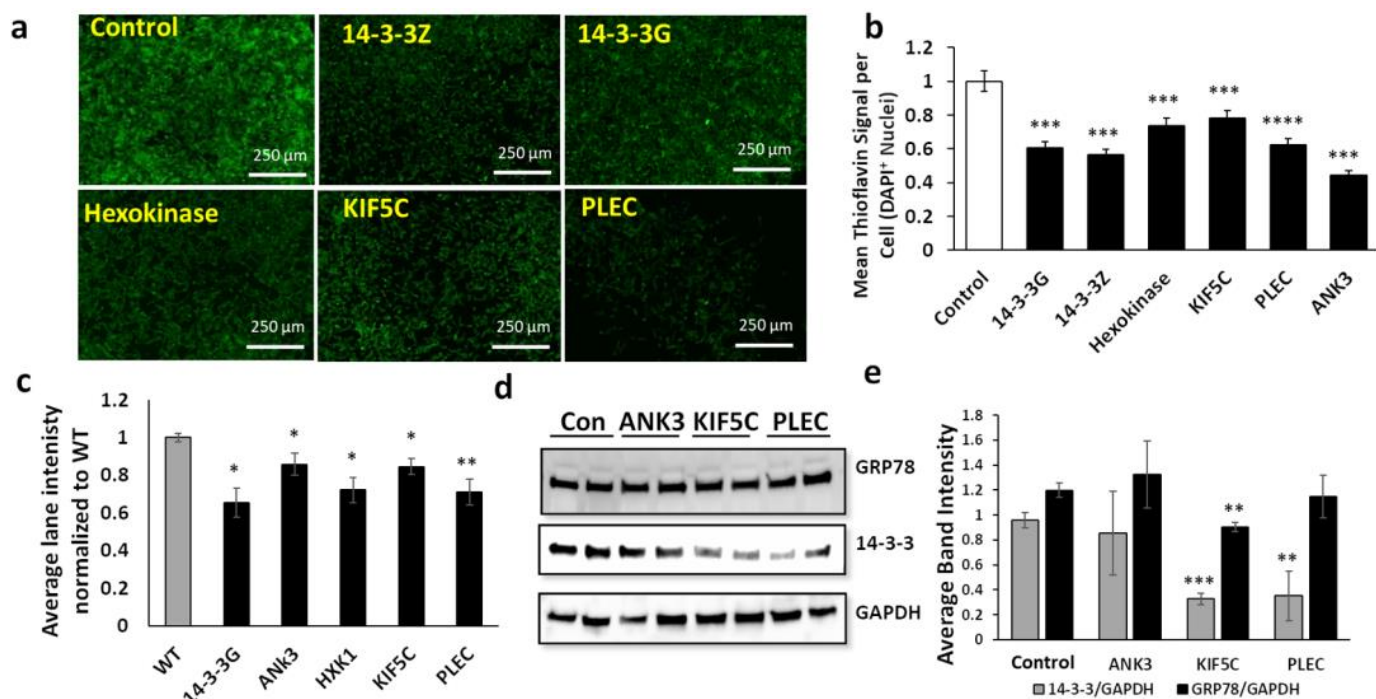 a
Control
14-3-3Z
14-3-3G
250 µm
250 µm
250 µm
Hexokinase
KIF5C
PLEC
250 µm
250 µm
250 µm
b
Mean Thioflavin Signal per
Cell (DAPI⁺ Nuclei)
1.2
1
0.8
0.6
0.4
0.2
0
***
***
***
***
****
***
Control
14-3-3G
14-3-3Z
Hexokinase
KIF5C
PLEC
ANK3
c
Average lane intenisty
normalized to WT
1.2
1
0.8
0.6
0.4
0.2
0
*
*
*
*
**
WT
14-3-3G
ANk3
HXK1
KIF5C
PLEC
d
Con ANK3 KIF5C PLEC
GRP78
14-3-3
GAPDH
e
Average Band Intensity
1.8
1.6
1.4
1.2
1
0.8
0.6
0.4
0.2
0
***
**
**
Control ANK3 KIF5C PLEC
14-3-3/GAPDH GRP78/GAPDH